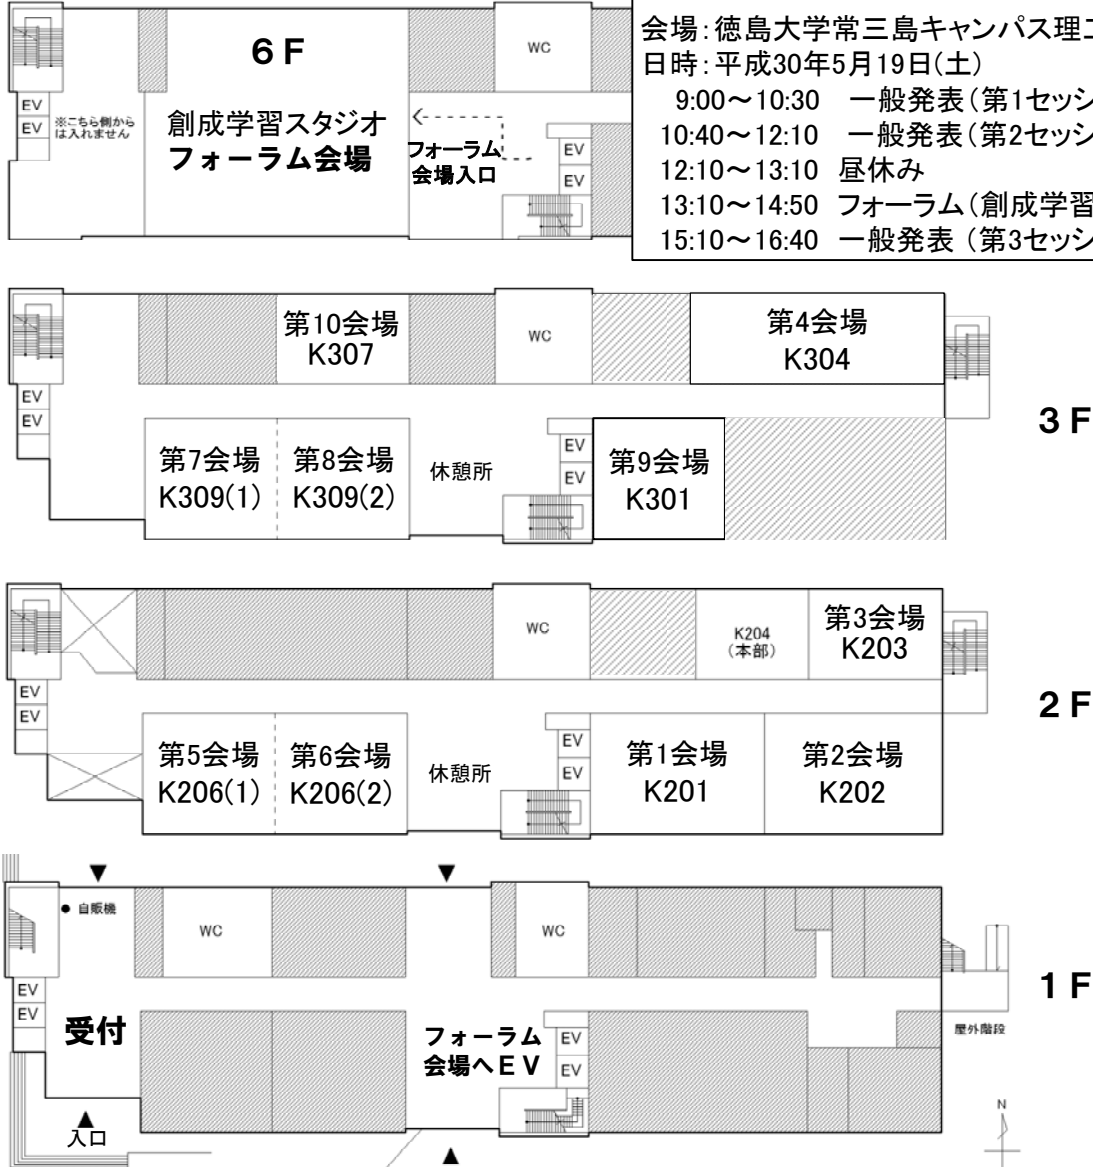 会場:徳島大学常三島キャンパス理
日時:平成30年5月19日(土)
9:00～10:30 一般発表(第1セッシ
10:40～12:10 一般発表(第2セッシ
12:10～13:10 昼休み
13:10～14:50 フォーラム(創成学習
15:10～16:40 一般発表 (第3セッシ
6F
WC
EV
EV
※こちら側から
は入れません
創成学習スタジオ
フォーラム会場
フォーラム
会場入口
EV
EV
3F
第10会場
K307
WC
第4会場
K304
EV
EV
第7会場
K309(1)
第8会場
K309(2)
休憩所
EV
EV
第9会場
K301
2F
WC
K204
(本部)
第3会場
K203
EV
EV
第5会場
K206(1)
第6会場
K206(2)
休憩所
EV
EV
第1会場
K201
第2会場
K202
1F
自販機
WC
WC
EV
EV
受付
フォーラム
会場へEV
EV
EV
屋外階段
入口
N